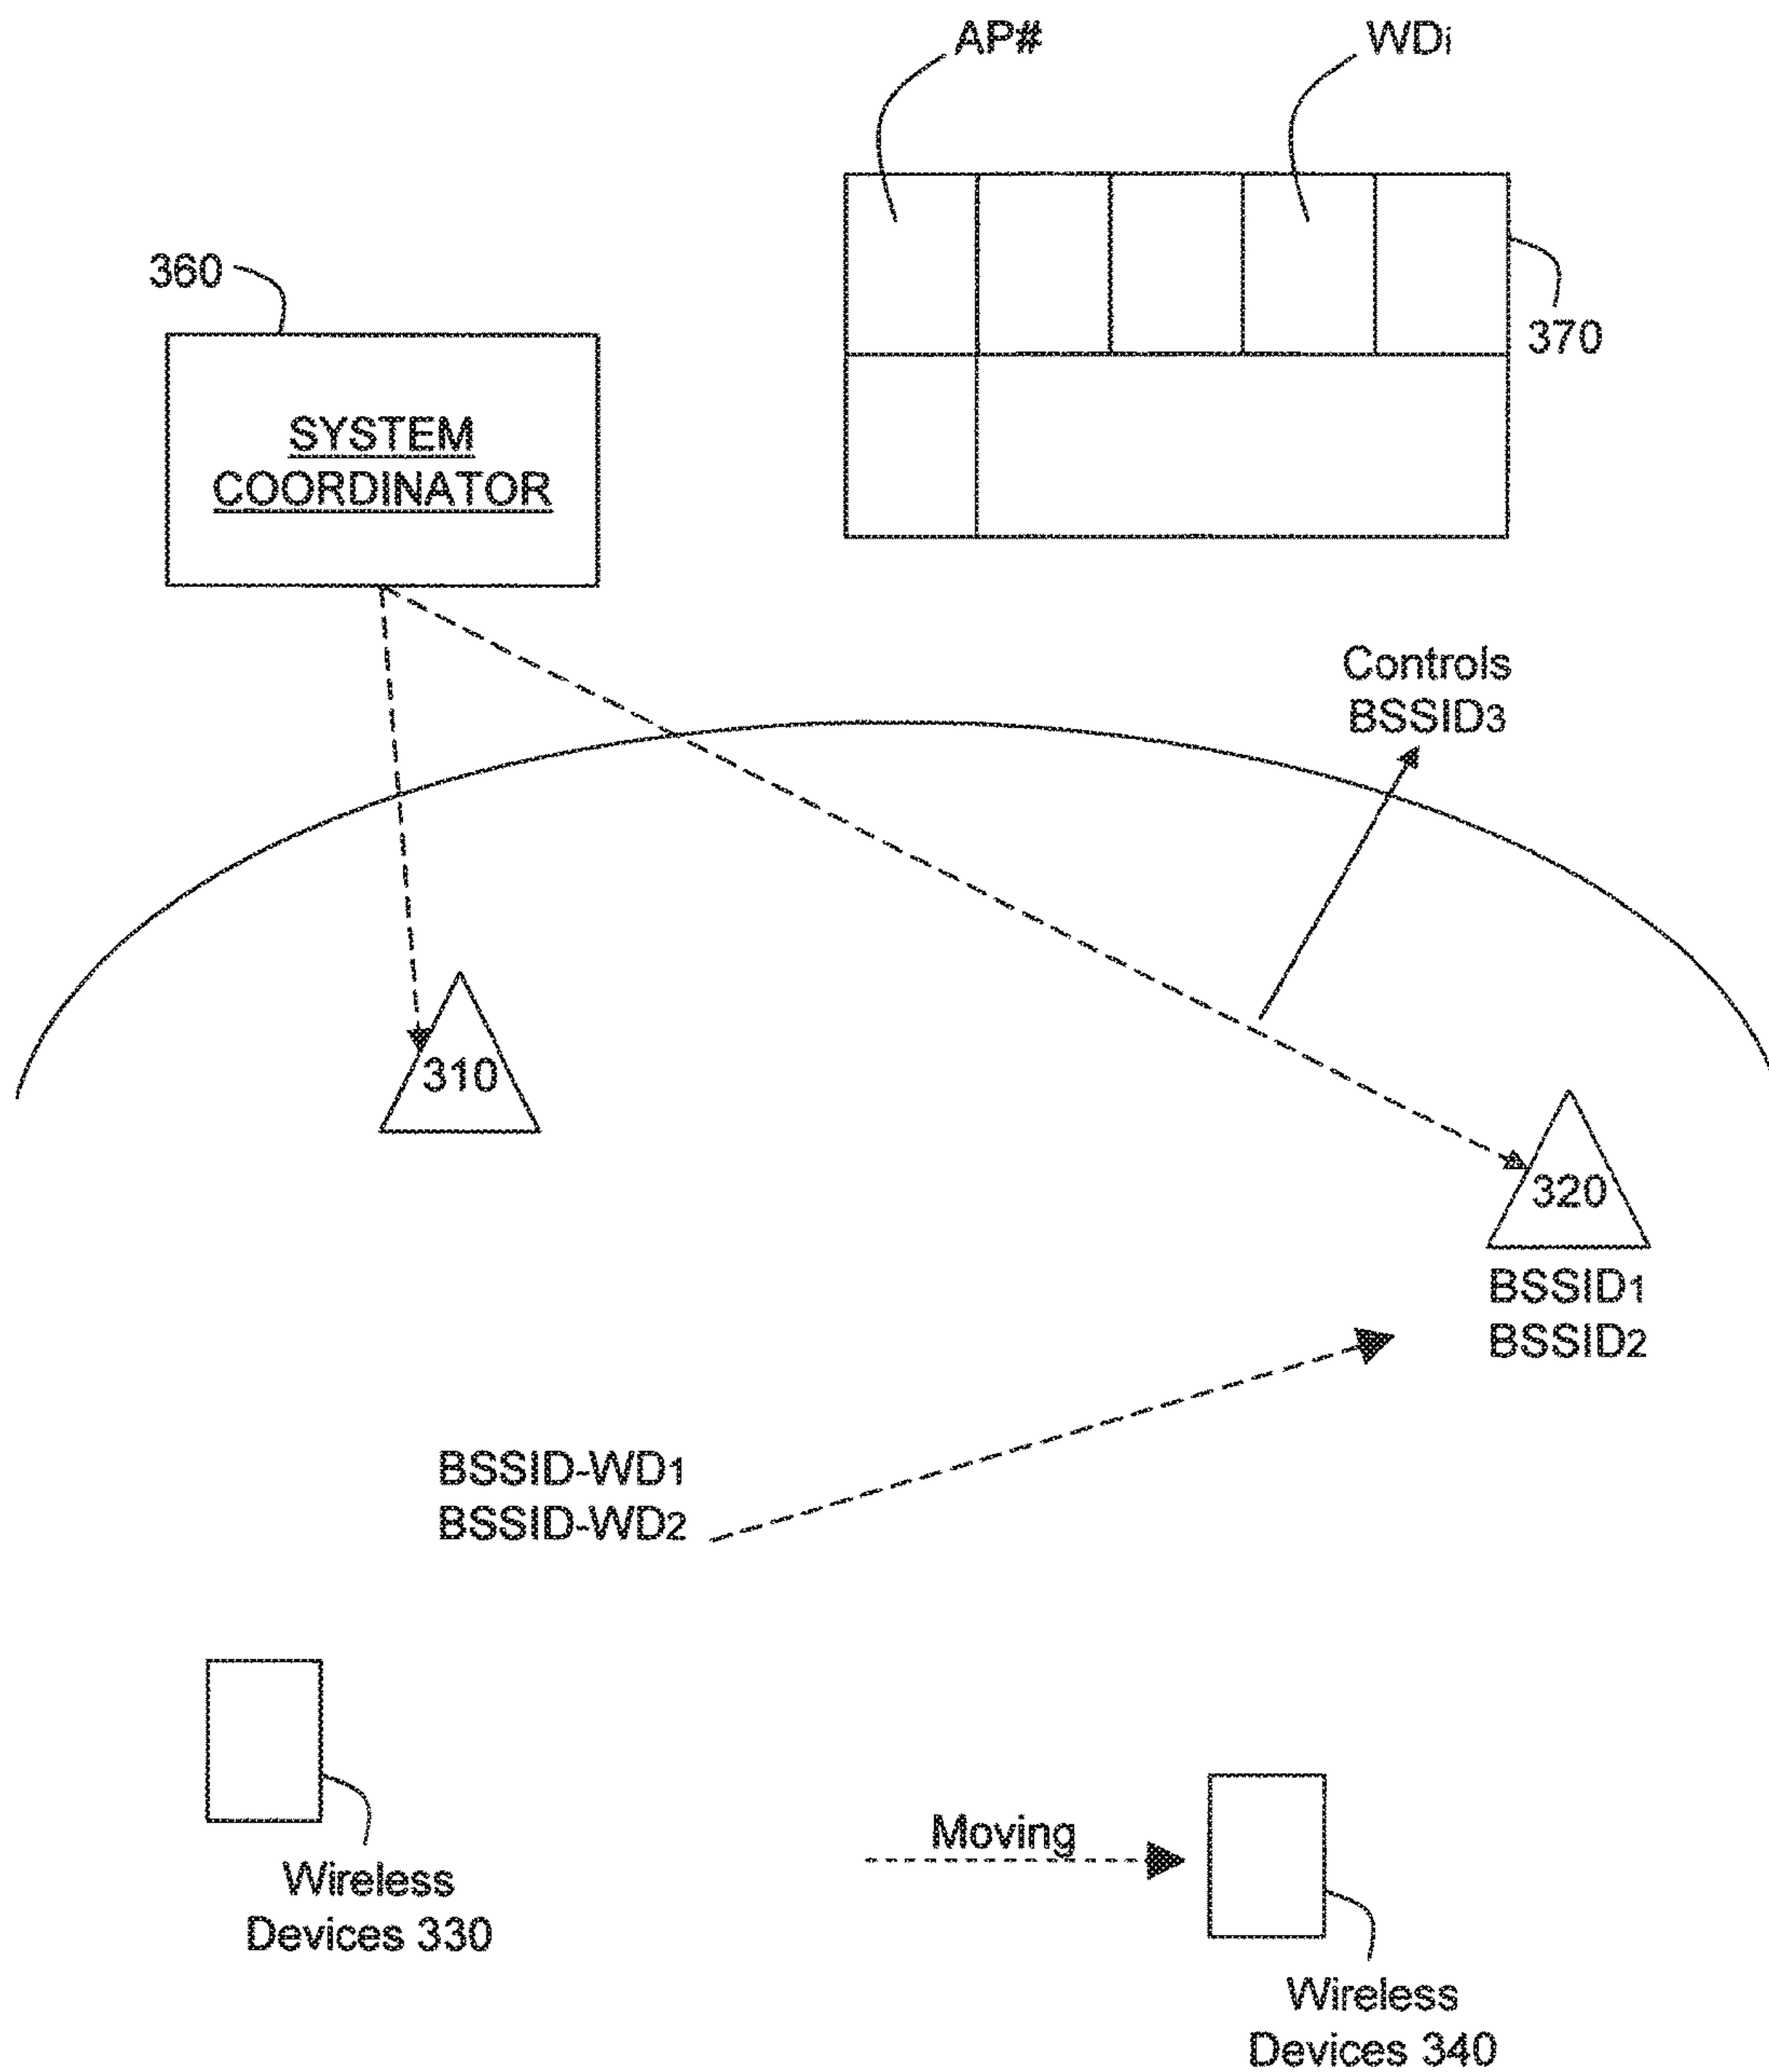 AP#
WDi
360
370
SYSTEM
COORDINATOR
Controls
BSSID3
310
320
BSSID1
BSSID2
BSSID-WD1
BSSID-WD2
Moving
Wireless
Devices 330
Wireless
Devices 340